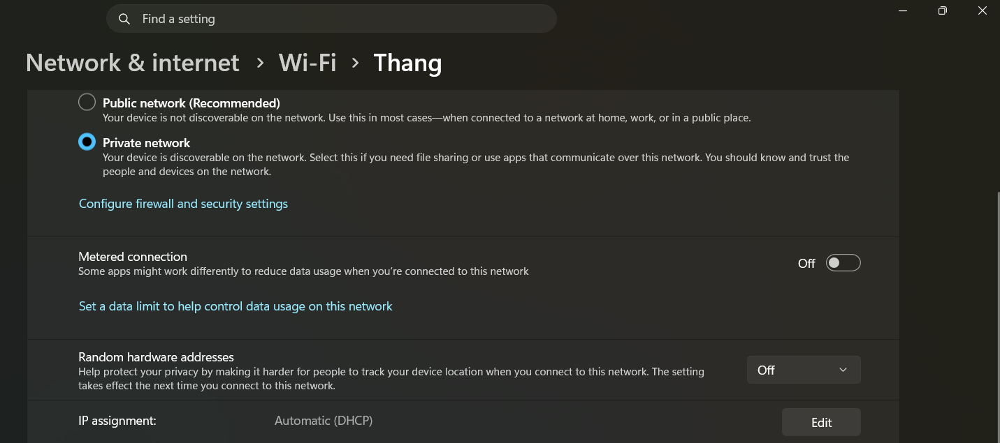 Find a setting
Network & internet > Wi-Fi > Thang
Public network (Recommended)
Your device is not discoverable on the network. Use this in most cases—when connected to a network at home, work, or in a public place.
Private network
Your device is discoverable on the network. Select this if you need file sharing or use apps that communicate over this network. You should know and trust the
people and devices on the network.
Configure firewall and security settings
Metered connection
Some apps might work differently to reduce data usage when you're connected to this network
Off
Set a data limit to help control data usage on this network
Random hardware addresses
Help protect your privacy by making it harder for people to track your device location when you connect to this network. The setting
takes effect the next time you connect to this network.
Off
IP assignment: Automatic (DHCP)
Edit